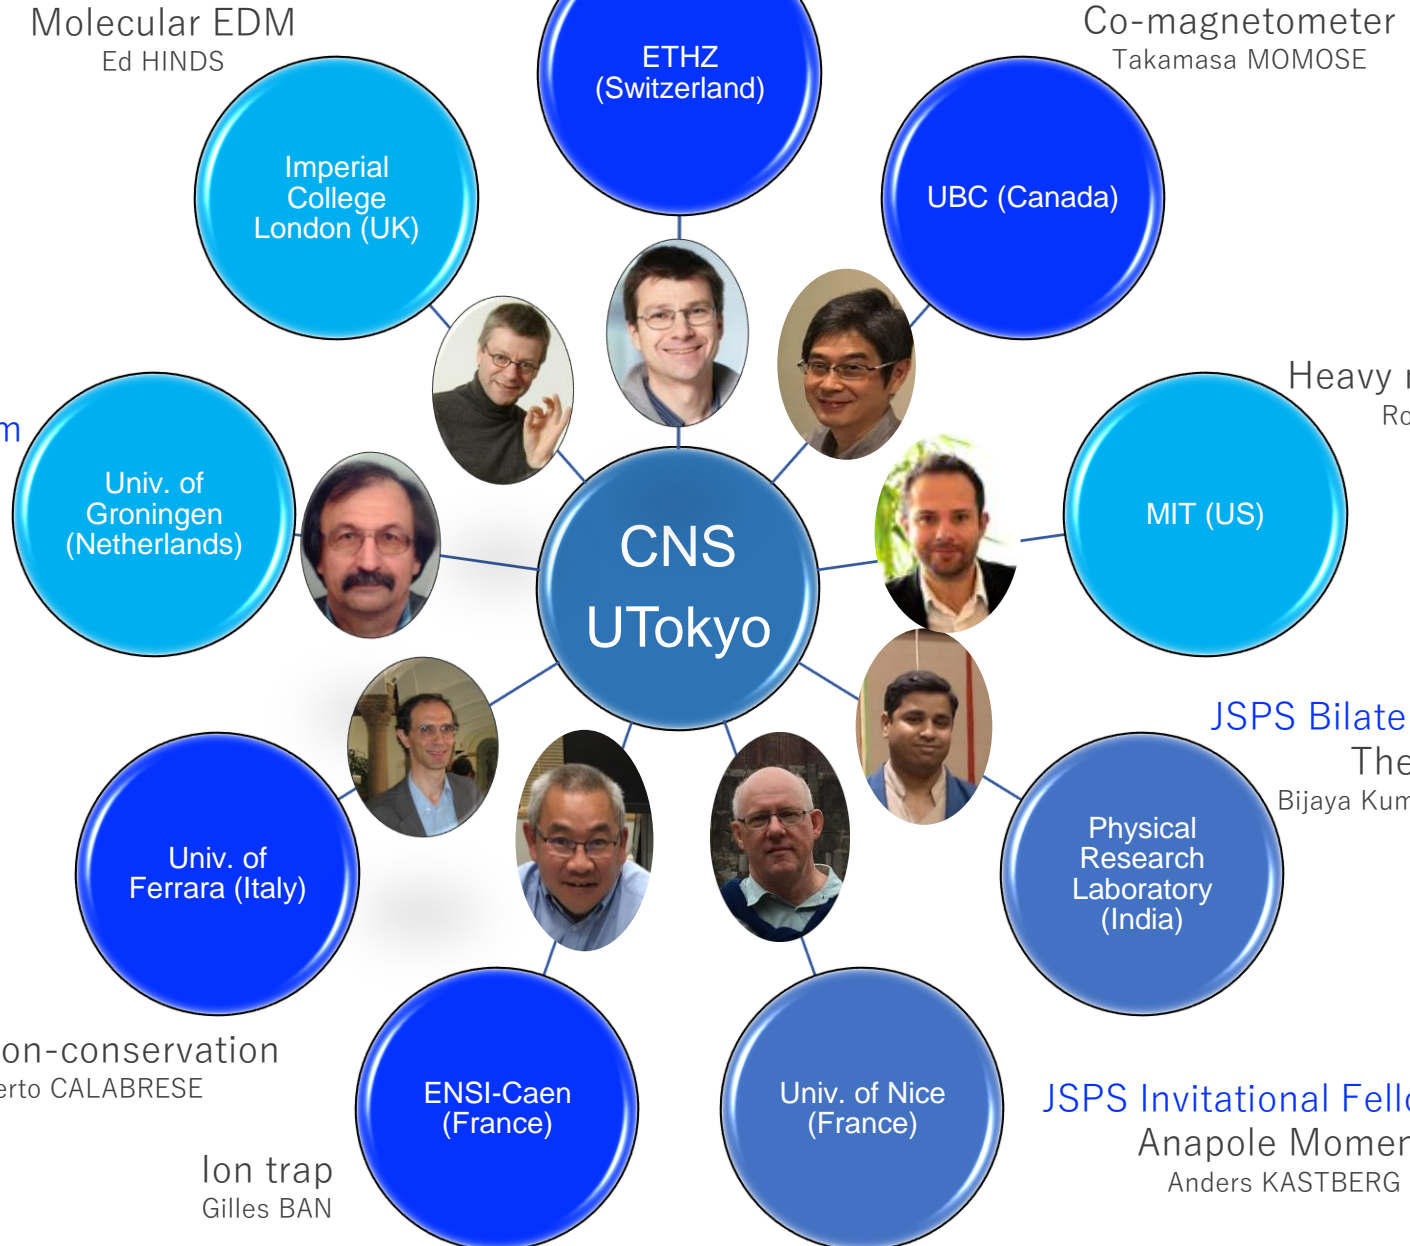 Molecular EDM
Ed HINDS
ETHZ
(Switzerland)
Co-magnetometer
Takamasa MOMOSE
Imperial
College
London (UK)
UBC (Canada)
Heavy
Univ. of
Groningen
(Netherlands)
CNS
UTokyo
MIT (US)
JSPS Bilate
The
Bijaya Kum
Physical
Research
Laboratory
(India)
Univ. of
Ferrara (Italy)
on-conservation
erto CALABRESE
ENSI-Caen
(France)
Ion trap
Gilles BAN
Univ. of Nice
(France)
JSPS Invitational Fello
Anapole Momen
Anders KASTBERG